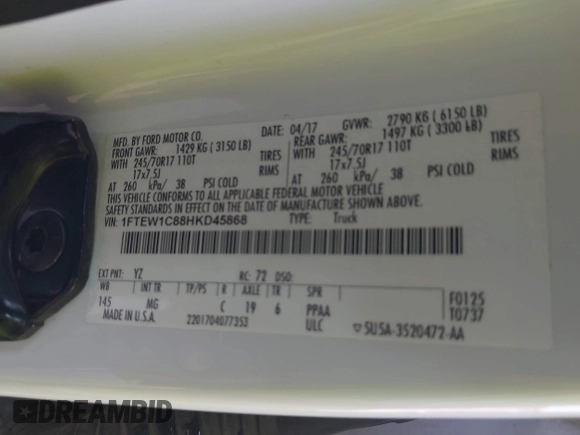 MFD. BY FORD MOTOR CO. DATE: 04/17 GVWR: 2790 KG (6150 LB)
FRONT GAWR: 1429 KG (3150 LB) REAR GAWR: 1497 KG (3300 LB)
WITH 245/70R17 110T TIRES WITH 245/70R17 110T TIRES
17x7.5J RIMS 17x7.5J RIMS
AT 260 kPa/ 38 PSI COLD AT 260 kPa/ 38 PSI COLD
THIS VEHICLE CONFORMS TO ALL APPLICABLE FEDERAL MOTOR VEHICLE
SAFETY STANDARDS IN EFFECT ON THE DATE OF MANUFACTURE SHOWN ABOVE.
VIN: 1FTEW1C88HKD45868 TYPE: Truck
EXT PNT: YZ RC: 72 DSO:
WB INT TR TP/PS R AXLE TR SPR
145 MG C 19 6 PPAA F0125
MADE IN U.S.A. 2201704077353 ULC T0737
5USA-3520472-AA
DREAMBID